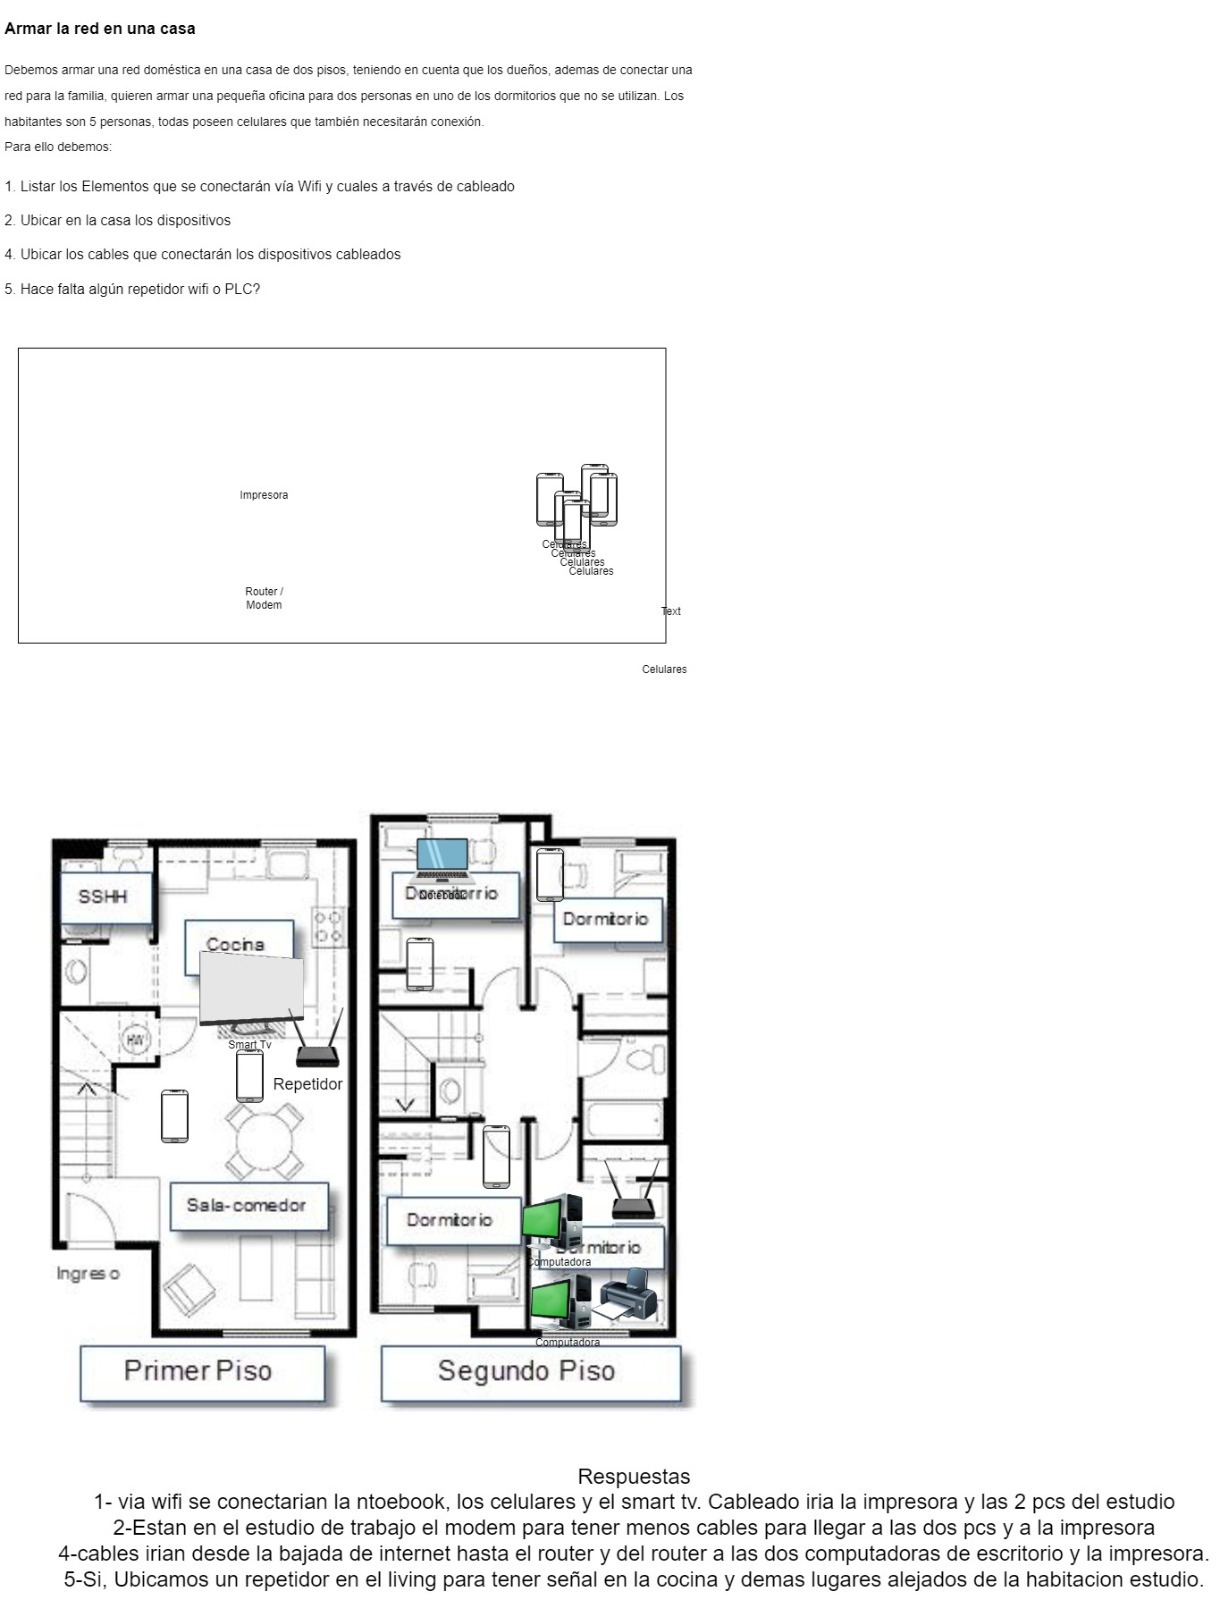 Armar la red en una casa
Debemos armar una red doméstica en una casa de dos pisos, teniendo en cuenta que los dueños, ademas de conectar una
red para la familia, quieren armar una pequeña oficina para dos personas en uno de los dormitorios que no se utilizan. Los
habitantes son 5 personas, todas poseen celulares que también necesitarán conexión.
Para ello debemos:
1. Listar los Elementos que se conectarán vía Wifi y cuales a través de cableado
2. Ubicar en la casa los dispositivos
4. Ubicar los cables que conectarán los dispositivos cableados
5. Hace falta algún repetidor wifi o PLC?
Impresora
Celulares
Celulares
Celulares
Celulares
Router /
Modem
Text
Celulares
SSHH
Cocina
Smart Tv
HW
Repetidor
Sala-comedor
Ingreso
Primer Piso
Dormitorrio
Notebook
Dormitorio
Dormitorio
Dormitorio
Computadora
Computadora
Segundo Piso
Respuestas
1- via wifi se conectarian la ntoebook, los celulares y el smart tv. Cableado iria la impresora y las 2 pcs del estudio
2-Estan en el estudio de trabajo el modem para tener menos cables para llegar a las dos pcs y a la impresora
4-cables irian desde la bajada de internet hasta el router y del router a las dos computadoras de escritorio y la impresora.
5-Si, Ubicamos un repetidor en el living para tener señal en la cocina y demas lugares alejados de la habitacion estudio.